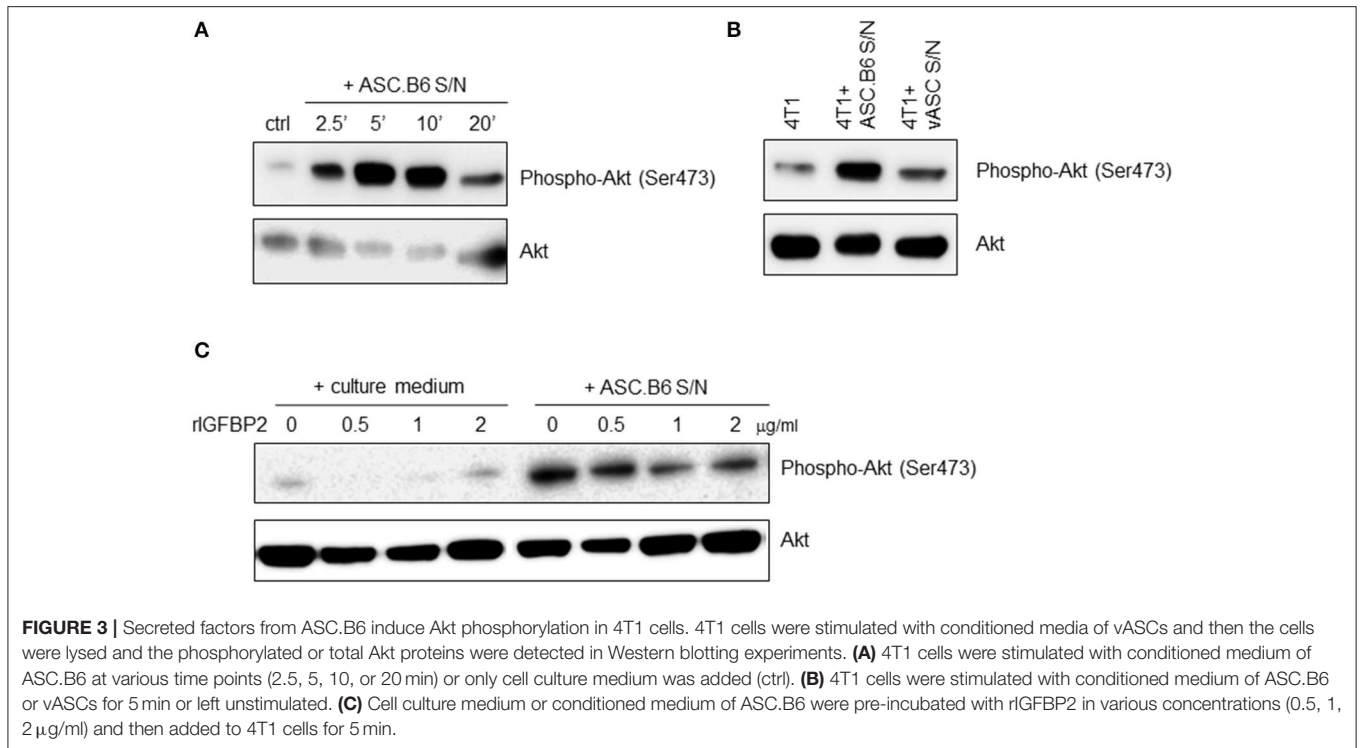 A
+ ASC.B6 S/N
ctrl 2.5' 5' 10' 20'
Phospho-Akt (Ser473)
Akt
B
4T1
4T1+
ASC.B6 S/N
4T1+
vASC S/N
Phospho-Akt (Ser473)
Akt
C
+ culture medium + ASC.B6 S/N
rIGFBP2 0 0.5 1 2 0 0.5 1 2 µg/ml
Phospho-Akt (Ser473)
Akt
FIGURE 3 | Secreted factors from ASC.B6 induce Akt phosphorylation in 4T1 cells. 4T1 cells were stimulated with conditioned media of vASCs and then the cells
were lysed and the phosphorylated or total Akt proteins were detected in Western blotting experiments. (A) 4T1 cells were stimulated with conditioned medium of
ASC.B6 at various time points (2.5, 5, 10, or 20 min) or only cell culture medium was added (ctrl). (B) 4T1 cells were stimulated with conditioned medium of ASC.B6
or vASCs for 5 min or left unstimulated. (C) Cell culture medium or conditioned medium of ASC.B6 were pre-incubated with rIGFBP2 in various concentrations (0.5, 1,
2 µg/ml) and then added to 4T1 cells for 5 min.